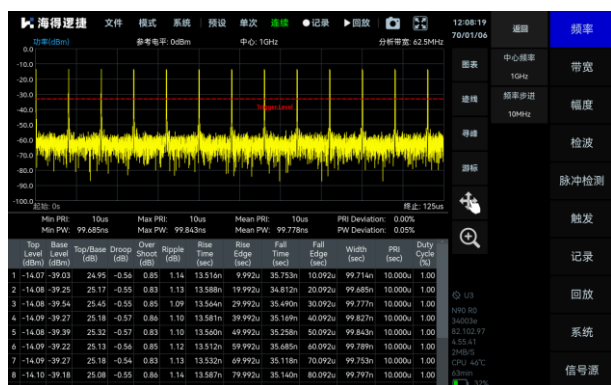 海得逻捷 文件 模式 系统 预设 单次 连续 ●记录 ▶回放 12:08:19 70/01/06 返回 频率
功率(dBm) 参考电平: 0dBm 中心: 1GHz 分析带宽: 62.5MHz
0.0
-10.0
-20.0
-30.0
-40.0
-50.0
-60.0
-70.0
-80.0
-90.0
-100.0
Trigger Level
起始: 0s 终止: 125us
图表
迹线
寻峰
游标
中心频率
1GHz
频率步进
10MHz
带宽
幅度
检波
脉冲检测
触发
记录
回放
系统
信号源
Min PRI: 10us Max PRI: 10us Mean PRI: 10us PRI Deviation: 0.00%
Min PW: 99.685ns Max PW: 99.843ns Mean PW: 99.778ns PW Deviation: 0.05%
Top Level (dBm) Base Level (dBm) Top/Base (dB) Droop (dB) Over Shoot (dB) Ripple (dB) Rise Time (sec) Rise Edge (sec) Fall Time (sec) Fall Edge (sec) Width (sec) PRI (sec) Duty Cycle (%)
1 -14.07 -39.03 24.95 -0.56 0.85 1.14 13.516n 9.992u 35.753n 10.092u 99.714n 10.000u 1.00
2 -14.08 -39.25 25.17 -0.55 0.83 1.13 13.588n 19.992u 34.812n 20.092u 99.685n 10.000u 1.00
3 -14.08 -39.54 25.45 -0.55 0.85 1.09 13.564n 29.992u 35.490n 30.092u 99.777n 10.000u 1.00
4 -14.09 -39.27 25.18 -0.57 0.86 1.10 13.581n 39.992u 35.169n 40.092u 99.827n 10.000u 1.00
5 -14.08 -39.39 25.32 -0.57 0.83 1.10 13.560n 49.992u 35.258n 50.092u 99.843n 10.000u 1.00
6 -14.09 -39.22 25.13 -0.56 0.85 1.12 13.512n 59.992u 35.685n 60.092u 99.789n 10.000u 1.00
7 -14.09 -39.27 25.18 -0.54 0.83 1.13 13.532n 69.992u 35.118n 70.092u 99.753n 10.000u 1.00
8 -14.10 -39.18 25.08 -0.55 0.86 1.14 13.587n 79.992u 35.140n 80.092u 99.797n 10.000u 1.00
U3
N90 R0
34003e
82.102.97
4.55.41
2MB/S
CPU 46°C
63min
37%